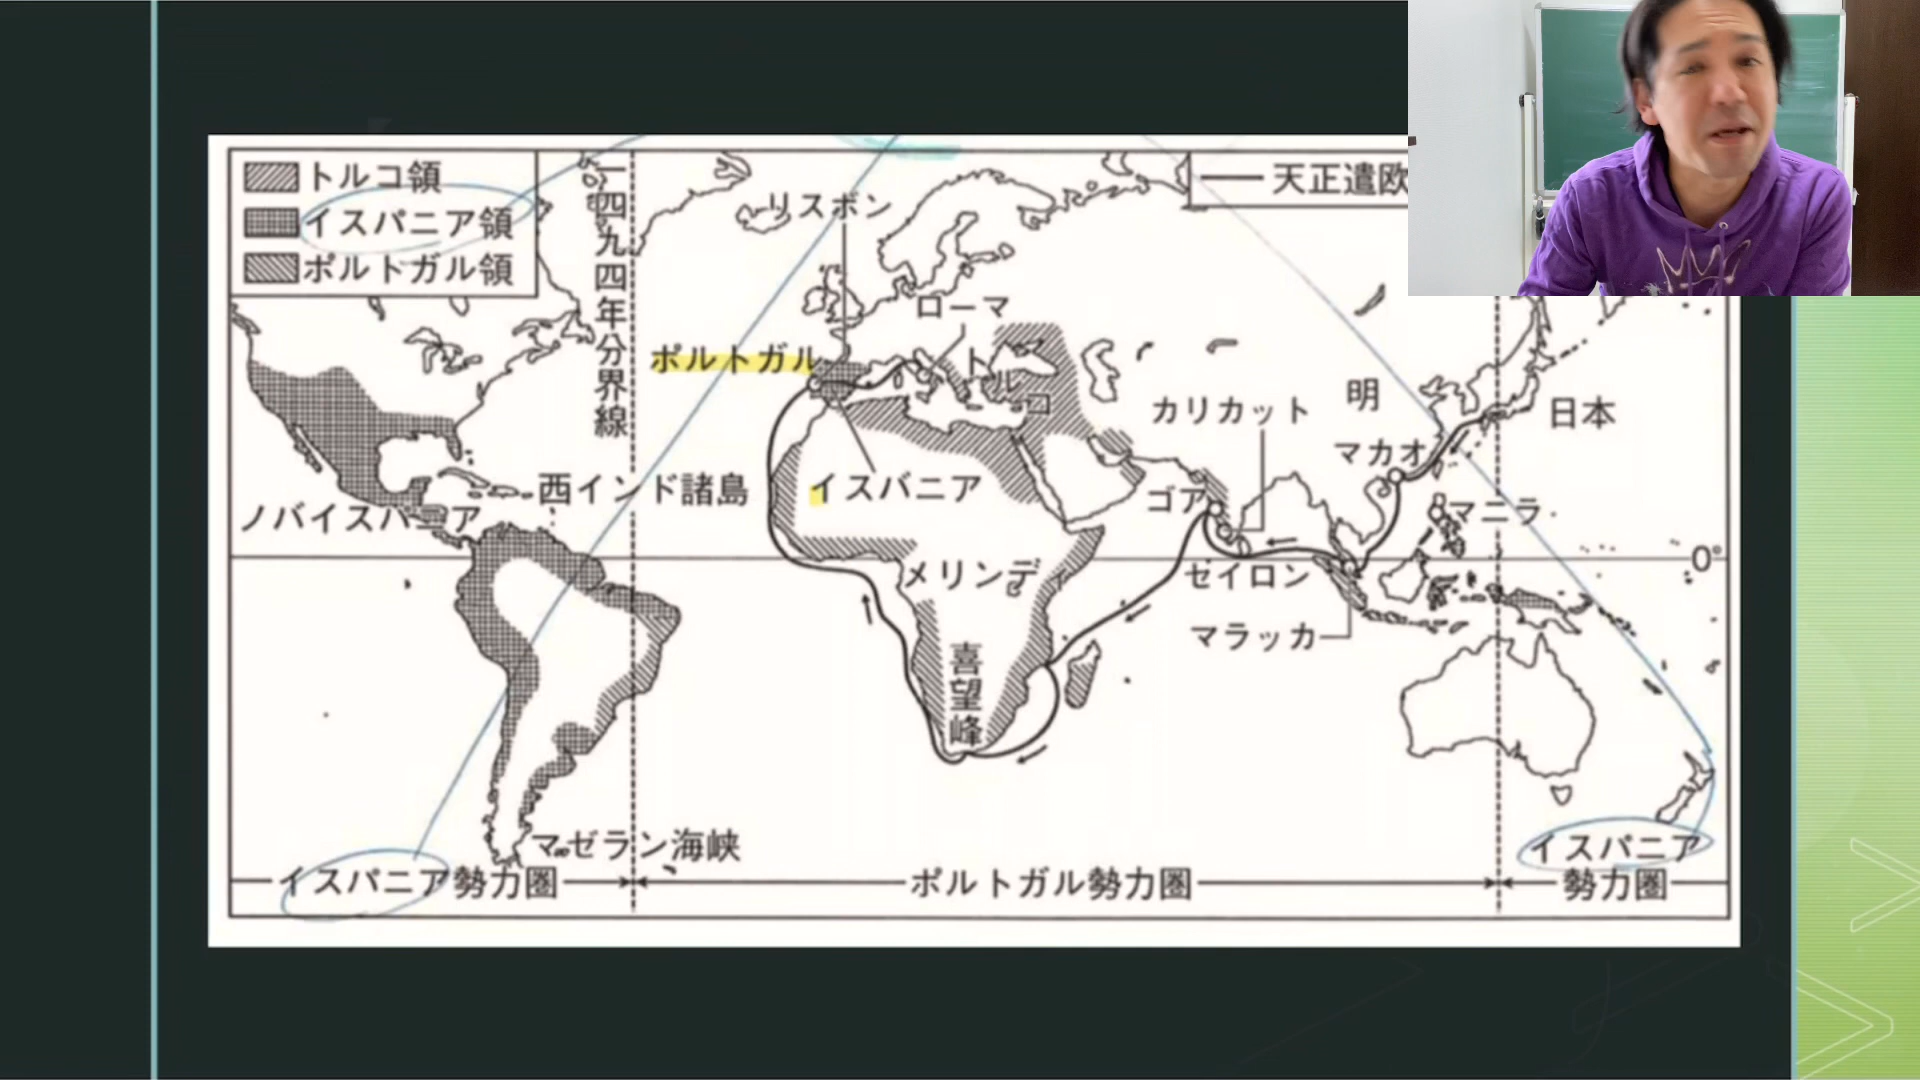 トルコ領
イスパニア領
ポルトガル領
一四九四年分界線
リスボン
天正遣欧
ローマ
ポルトガル
トルコ
カリカット
明
日本
マカオ
西インド諸島
イスパニア
ゴア
マニラ
ノバイスパニア
0°
メリンデ
セイロン
マラッカ
喜望峰
マゼラン海峡
イスパニア勢力圏
ポルトガル勢力圏
イスパニア
勢力圏